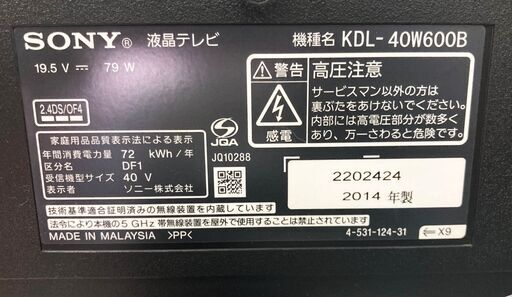 SONY® 液晶テレビ 機種名 KDL-40W600B
19.5 V ⎓ 79 W
2.4DS/OF4
家庭用品品質表示法による表示
年間消費電力量 72 kWh/年
区分名 DF1
受信機型サイズ 40 V
表示者 ソニー株式会社
JQA
JQ10288
警告
感電
高圧注意
サービスマン以外の方は
裏ぶたをあけないでください。
内部には高電圧部分が数多く
あり、万一さわると危険です。
2202424
2014 年製
技術基準適合証明済みの無線装置を内蔵しています
法令により本機の5 GHz 帯無線装置を屋外で使用することは禁止されています
MADE IN MALAYSIA >PP<
4-531-124-31 X9